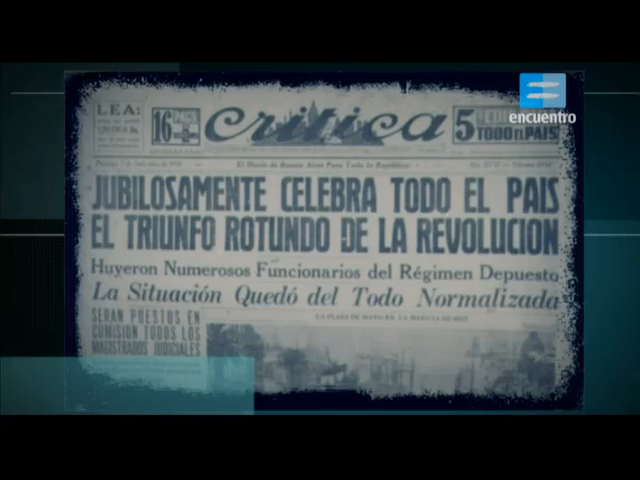 encuentro
LEA:
CRITICA
16
Crítica
5
TODO EL PAIS
El Diario de Buenos Aires Para Toda la República
JUBILOSAMENTE CELEBRA TODO EL PAIS
EL TRIUNFO ROTUNDO DE LA REVOLUCION
Huyeron Numerosos Funcionarios del Régimen Depuesto
La Situación Quedó del Todo Normalizada
SERAN PUESTOS EN
COMISION TODOS LOS
MAGISTRADOS JUDICIALES
LA PLAZA DE MAYO EN LA MAÑANA DE HOY